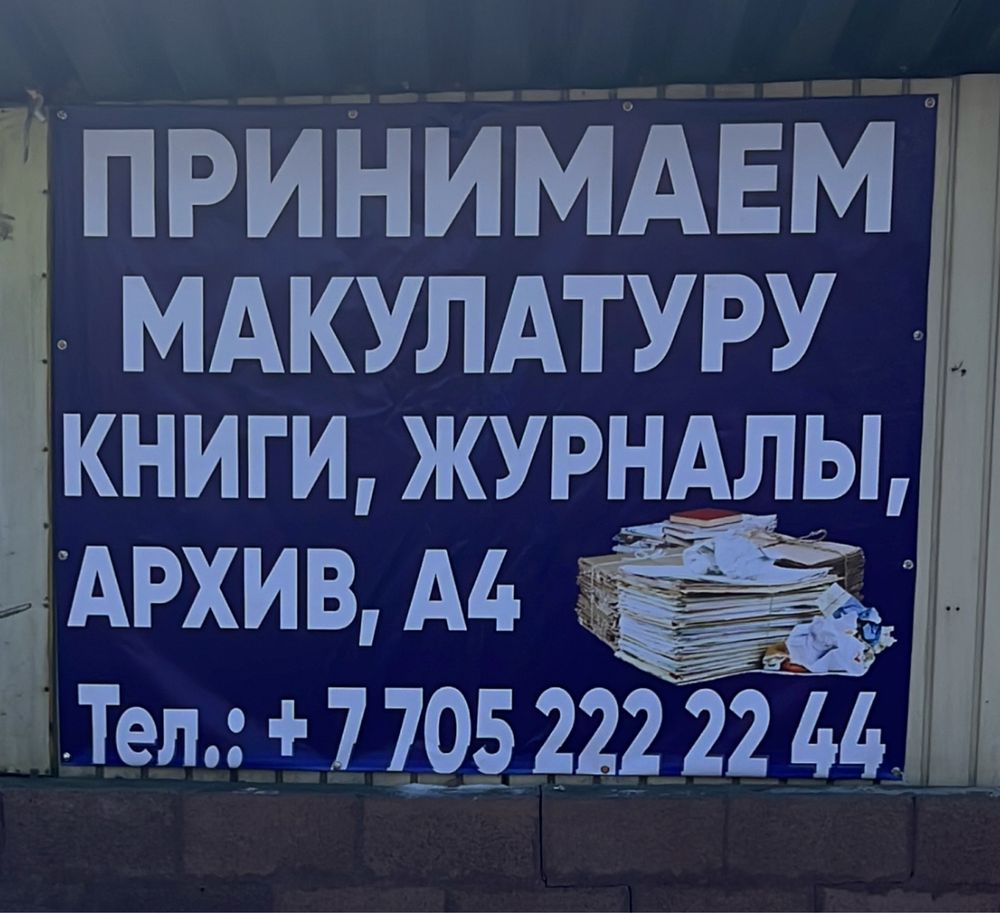 ПРИНИМАЕМ
МАКУЛАТУРУ
КНИГИ, ЖУРНАЛЫ,
АРХИВ, А4
Тел.: + 7 705 222 22 44